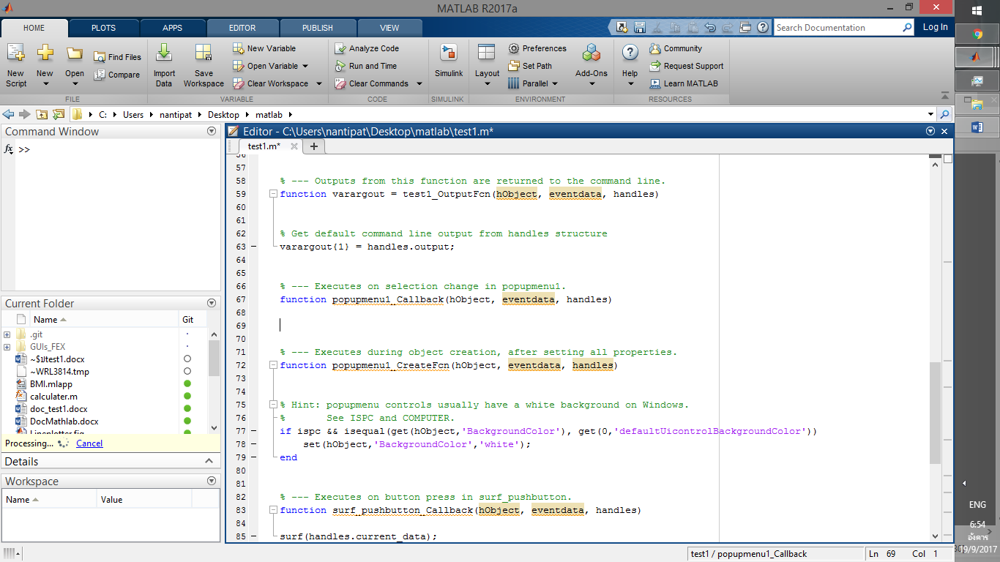 MATLAB R2017a
HOME PLOTS APPS EDITOR PUBLISH VIEW
Search Documentation
Log In
New Script
New
Open
Find Files
Compare
Import Data
Save Workspace
New Variable
Open Variable
Clear Workspace
Analyze Code
Run and Time
Clear Commands
Simulink
Layout
Preferences
Set Path
Parallel
Add-Ons
Help
Community
Request Support
Learn MATLAB
FILE VARIABLE CODE SIMULINK ENVIRONMENT RESOURCES
C: Users nantipat Desktop matlab
Command Window
fx >>
Current Folder
Name Git
.git
GUIs_FEX
~WRL3814.tmp
BMI.mlapp
calculater.m
doc_test1.docx
DocMathlab.docx
Lineplotter.fig
Processing... Cancel
Details
Workspace
Name Value
Editor - C:\Users\nantipat\Desktop\matlab\test1.m*
test1.m*
56
57
58 % --- Outputs from this function are returned to the command line.
59 function varargout = test1_OutputFcn(hObject, eventdata, handles)
60
61
62 % Get default command line output from handles structure
63 – varargout{1} = handles.output;
64
65
66 % --- Executes on selection change in popupmenu1.
67 function popupmenu1_Callback(hObject, eventdata, handles)
68
69
70
71 % --- Executes during object creation, after setting all properties.
72 function popupmenu1_CreateFcn(hObject, eventdata, handles)
73
74
75 % Hint: popupmenu controls usually have a white background on Windows.
76 % See ISPC and COMPUTER.
77 – if ispc && isequal(get(hObject,'BackgroundColor'), get(0,'defaultUicontrolBackgroundColor'))
78 – set(hObject,'BackgroundColor','white');
79 – end
80
81
82 % --- Executes on button press in surf_pushbutton.
83 function surf_pushbutton_Callback(hObject, eventdata, handles)
84
85 – surf(handles.current_data);
test1 / popupmenu1_Callback
Ln 69 Col 1
ENG
6:54
อังคาร
19/9/2017